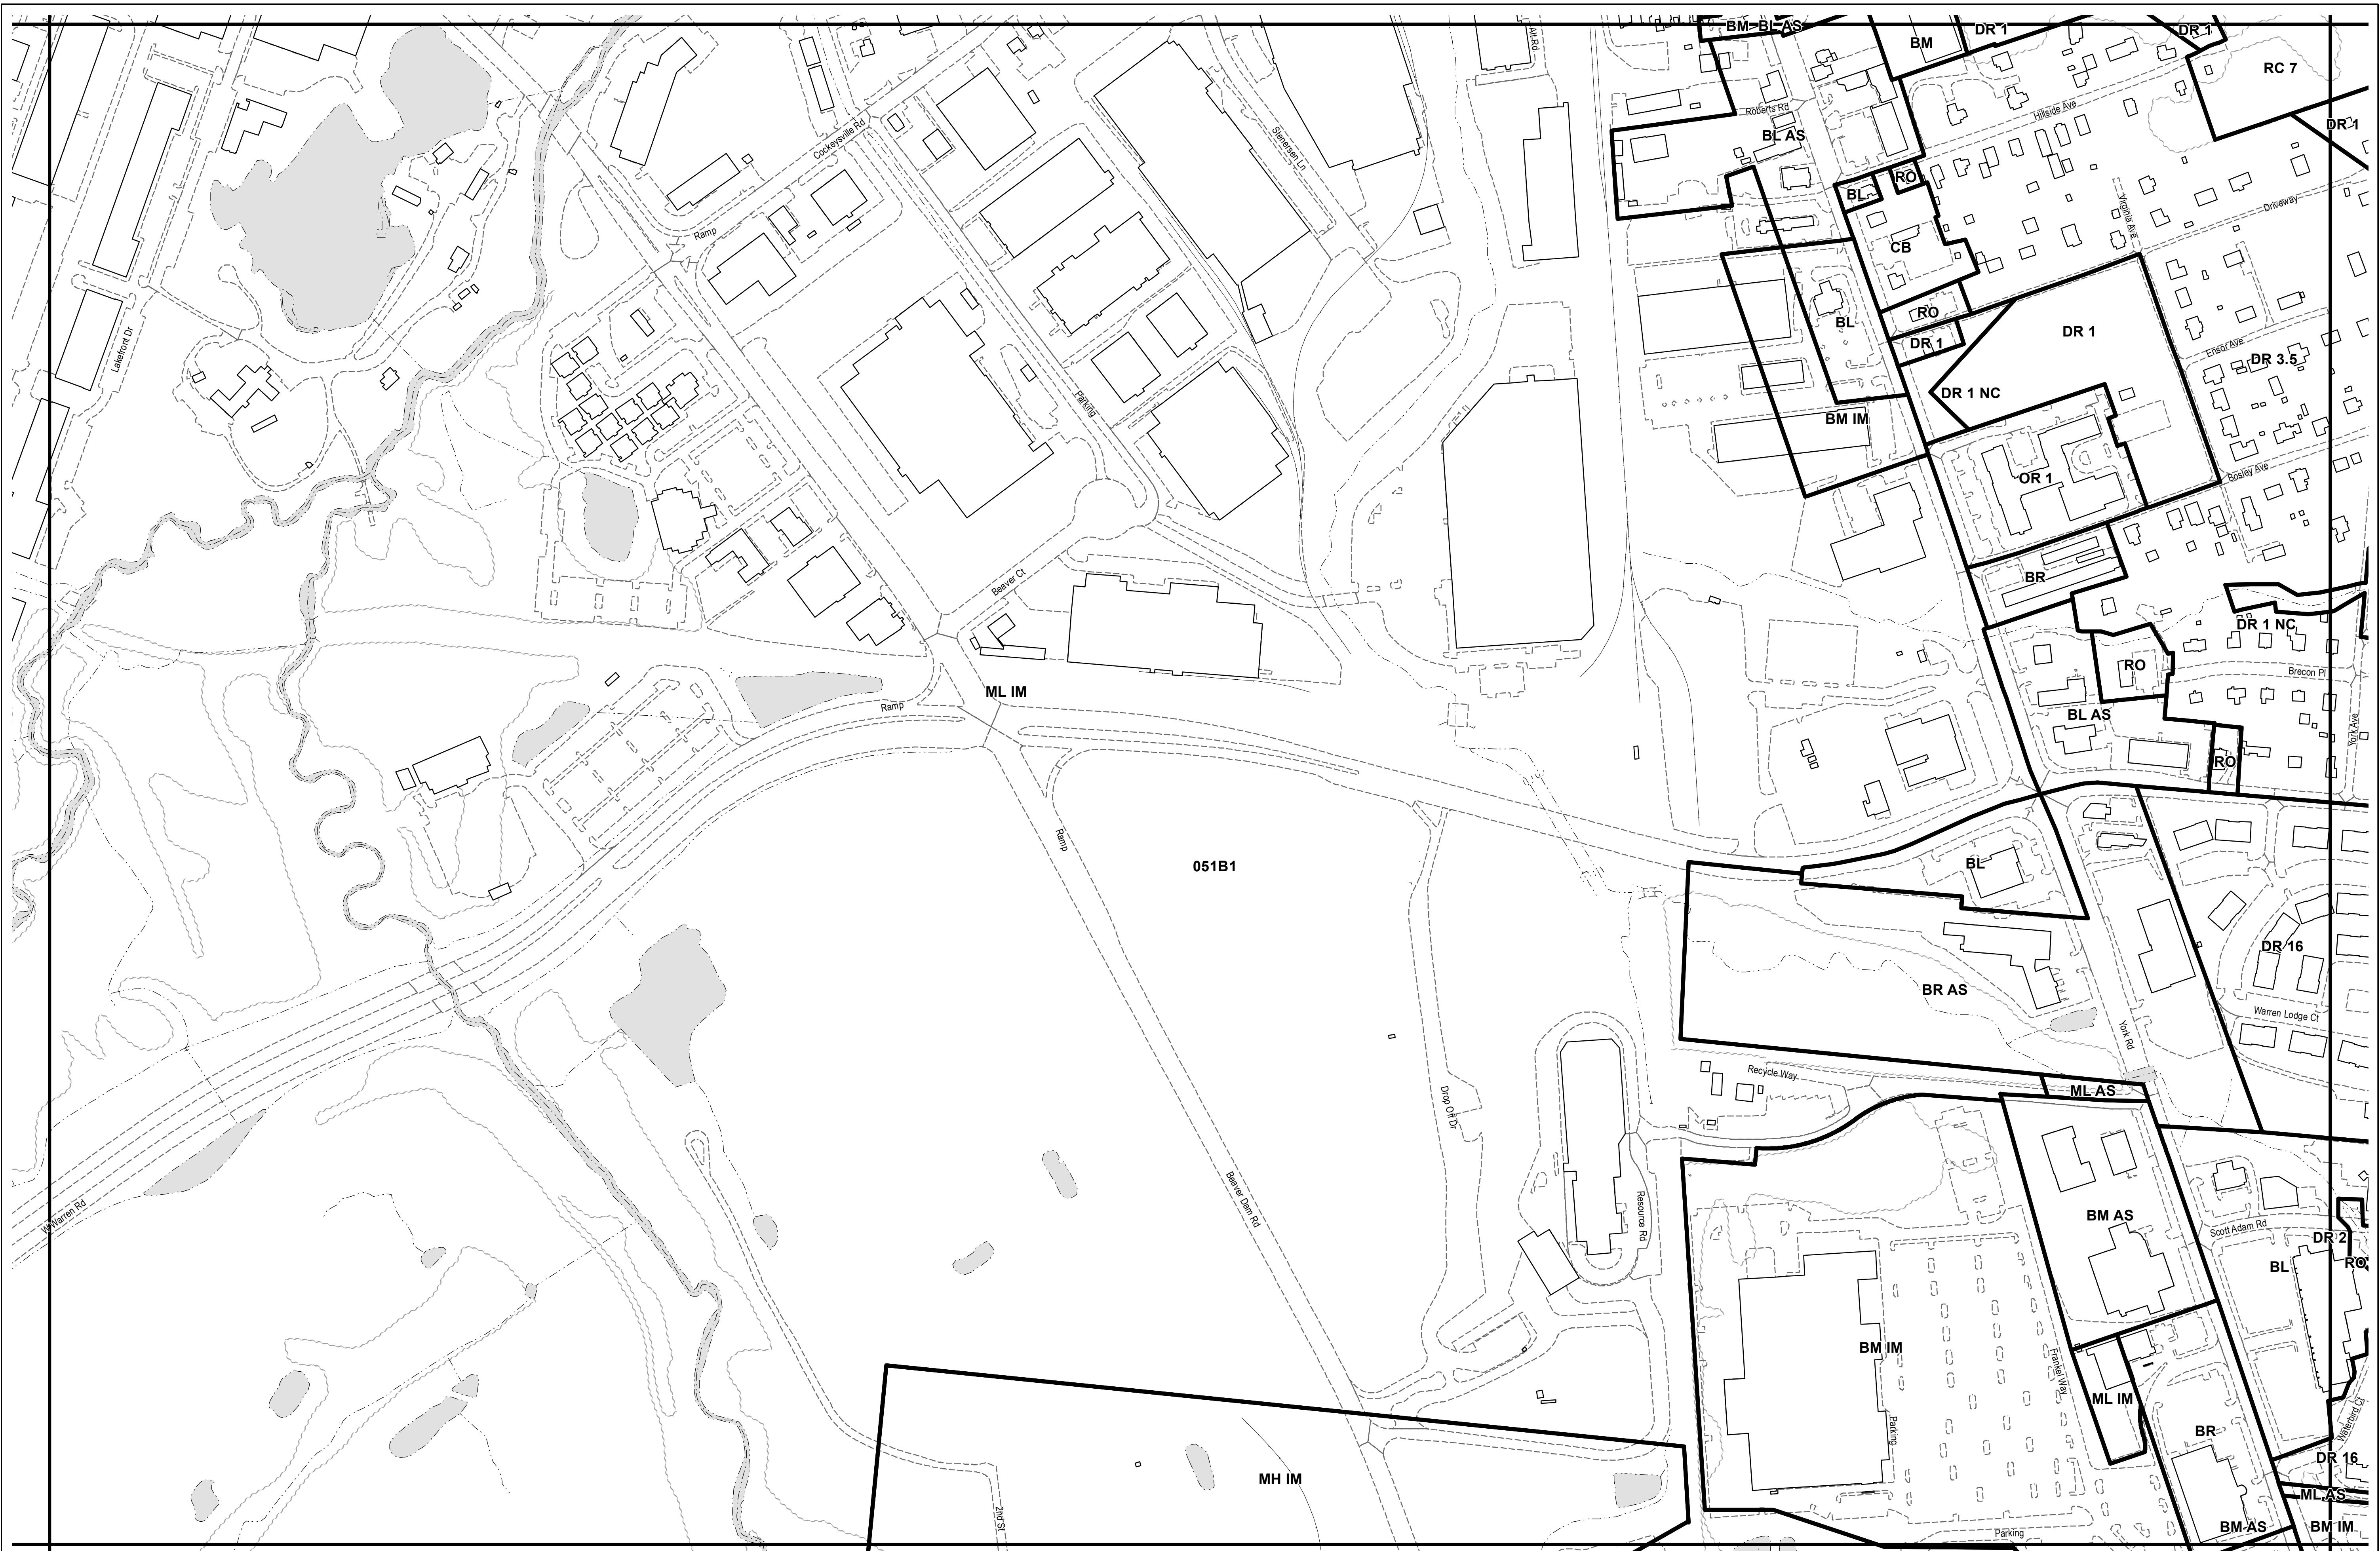 BM
BL AS
BM
DR 1
DR 1
RC 7
DR 1
Alt Rd
Roberts Rd
BL AS
Hillside Ave
Cockeysville Rd
Stenersen Ln
BL
RO
Virginia Ave
Driveway
CB
Ramp
RO
BL
DR 1
DR 1
Ensor Ave
DR 3.5
Lakefront Dr
Parking
DR 1 NC
BM IM
OR 1
Bosley Ave
BR
Beaver Ct
DR 1 NC
RO
Brecon Pl
ML IM
Ramp
BL AS
York Ave
RO
Ramp
051B1
BL
DR 16
BR AS
Warren Lodge Ct
York Rd
Recycle Way
ML AS
Drop Off Dr
W Warren Rd
Beaver Dam Rd
Resource Rd
BM AS
Scott Adam Rd
DR 2
BL
RO
BM IM
Frankel Way
ML IM
Parking
BR
Waterbird Ct
DR 16
MH IM
ML AS
2nd St
Parking
BM AS
BM IM